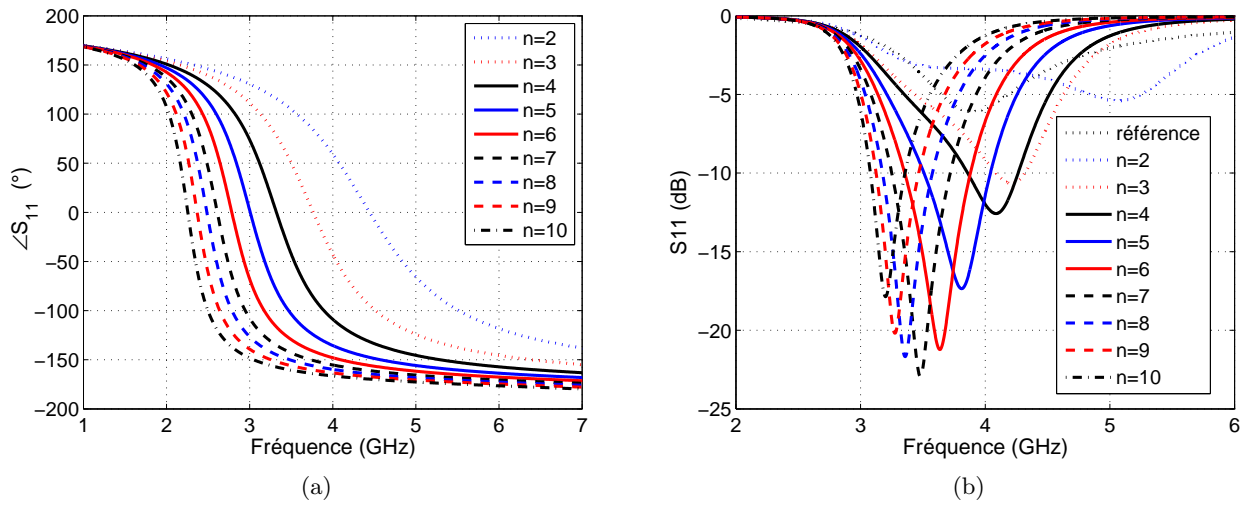 200
150
100
50
0
−50
−100
−150
−200
∠S11 (°)
1 2 3 4 5 6 7
Fréquence (GHz)
n=2
n=3
n=4
n=5
n=6
n=7
n=8
n=9
n=10
(a)
0
−5
−10
−15
−20
−25
S11 (dB)
2 3 4 5 6
Fréquence (GHz)
référence
n=2
n=3
n=4
n=5
n=6
n=7
n=8
n=9
n=10
(b)